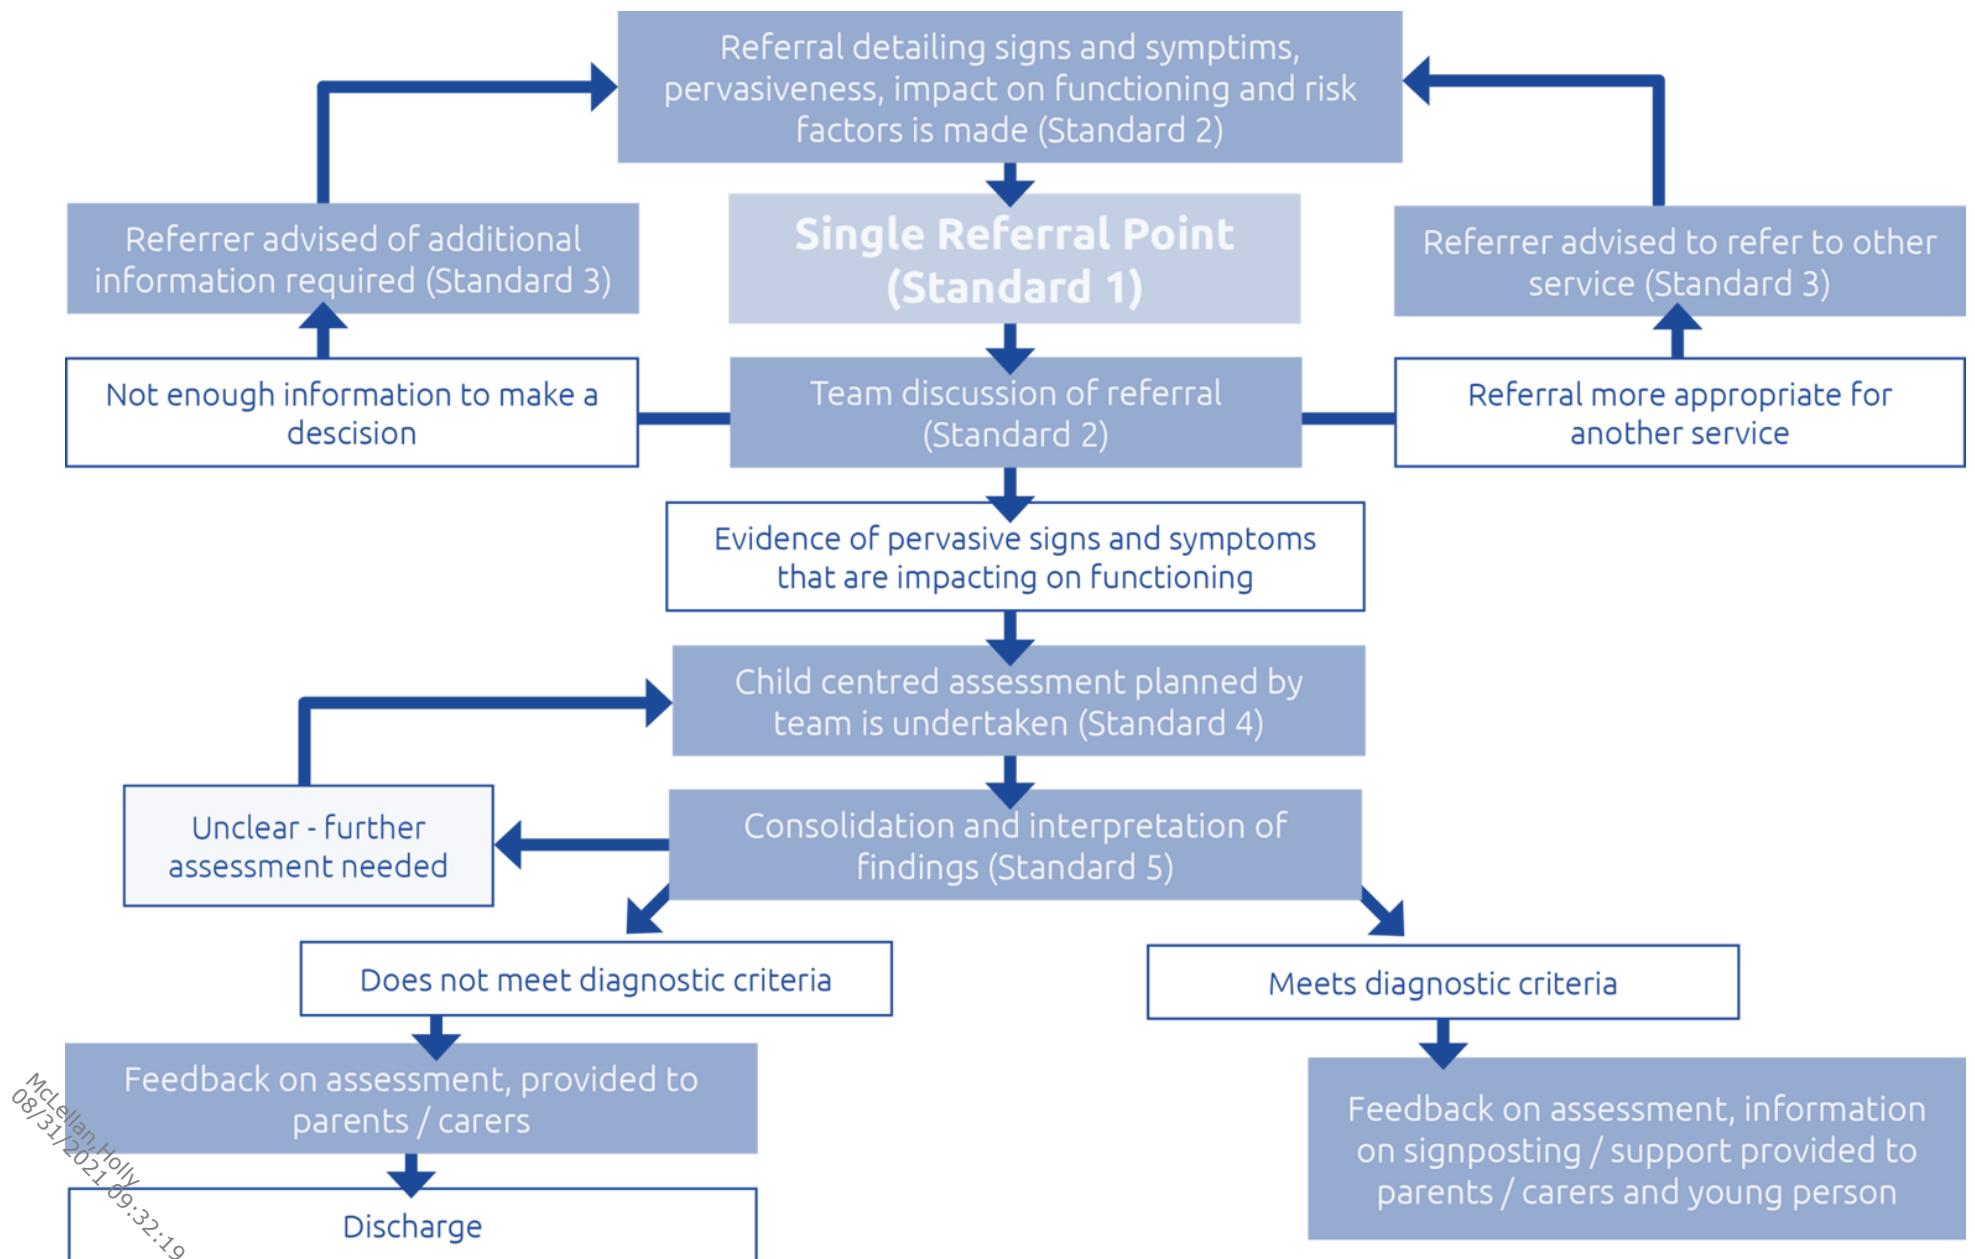 Referral detailing signs and symptims,
pervasiveness, impact on functioning and risk
factors is made (Standard 2)
Referrer advised of additional
information required (Standard 3)
Single Referral Point
(Standard 1)
Referrer advised to refer to other
service (Standard 3)
Not enough information to make a
descision
Team discussion of referral
(Standard 2)
Referral more appropriate for
another service
Evidence of pervasive signs and symptoms
that are impacting on functioning
Child centred assessment planned by
team is undertaken (Standard 4)
Unclear - further
assessment needed
Consolidation and interpretation of
findings (Standard 5)
Does not meet diagnostic criteria
Meets diagnostic criteria
Feedback on assessment, provided to
parents / carers
Feedback on assessment, information
on signposting / support provided to
parents / carers and young person
Discharge
McLellan,Holly
08/31/2021 09:32:19